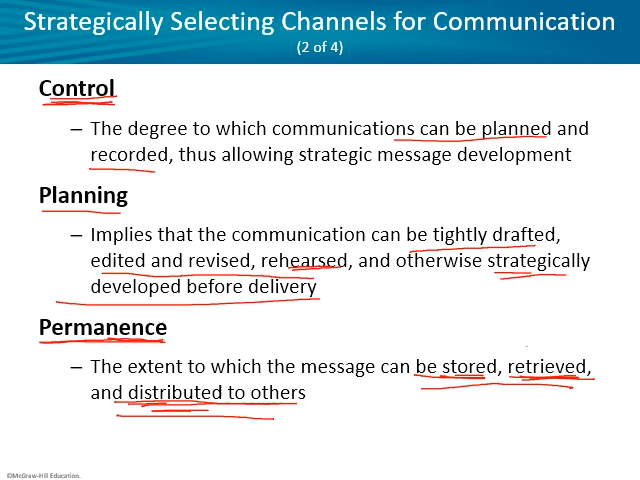 Strategically Selecting Channels for Communication
(2 of 4)
Control
– The degree to which communications can be planned and
recorded, thus allowing strategic message development
Planning
– Implies that the communication can be tightly drafted,
edited and revised, rehearsed, and otherwise strategically
developed before delivery
Permanence
– The extent to which the message can be stored, retrieved,
and distributed to others
©McGraw-Hill Education.